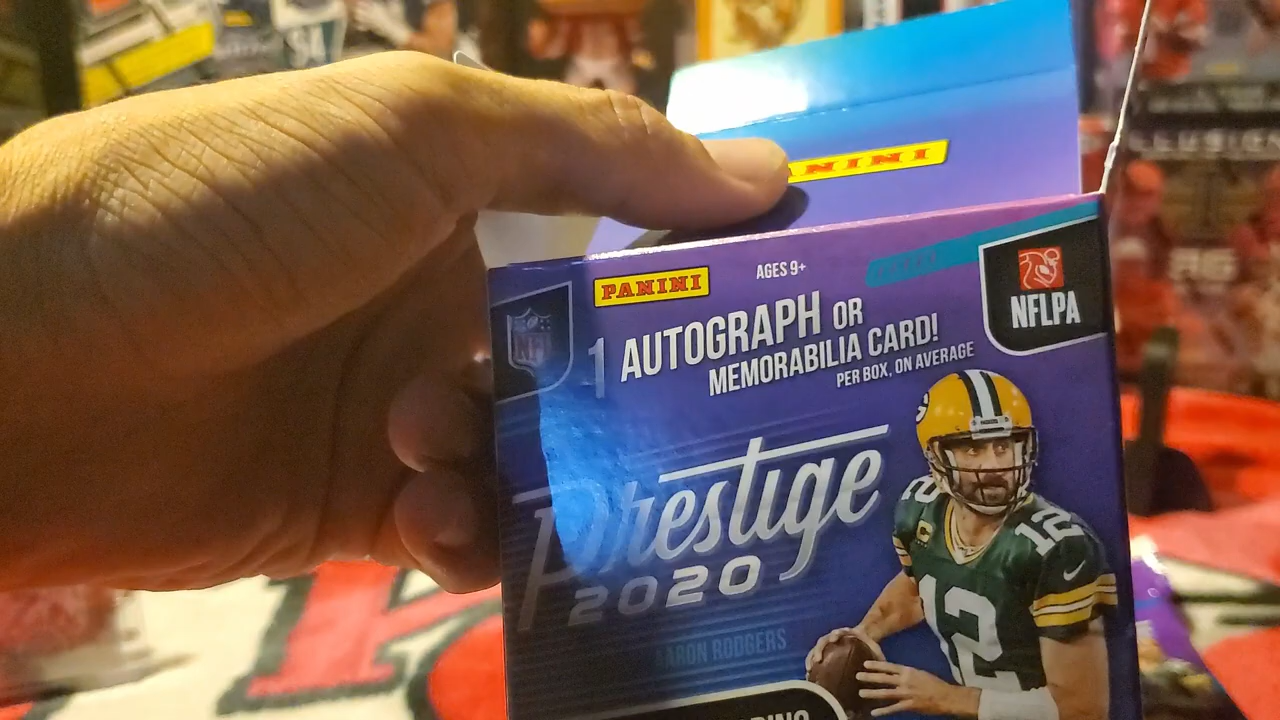 PANINI
PANINI
AGES 9+
NFL
NFLPA
1 AUTOGRAPH OR
MEMORABILIA CARD!
PER BOX, ON AVERAGE
Prestige
2020
AARON RODGERS
12
12